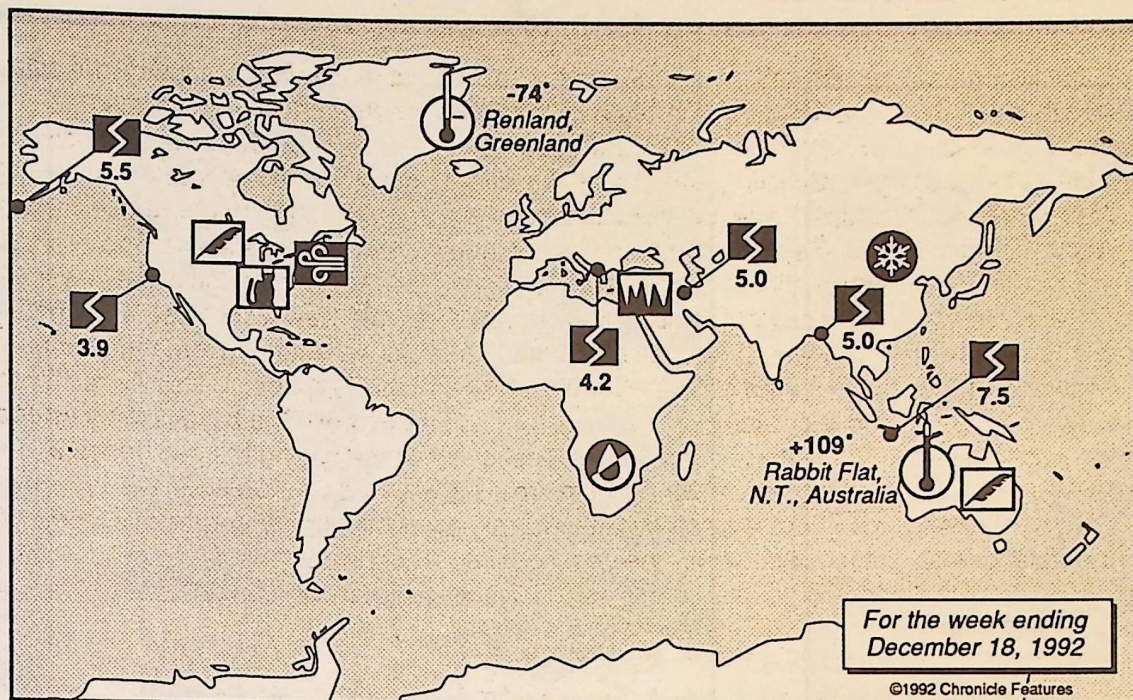 -74°
Renland,
Greenland
5.5
5.0
3.9
5.0
4.2
7.5
+109°
Rabbit Flat,
N.T., Australia
For the week ending
December 18, 1992
©1992 Chronicle Features